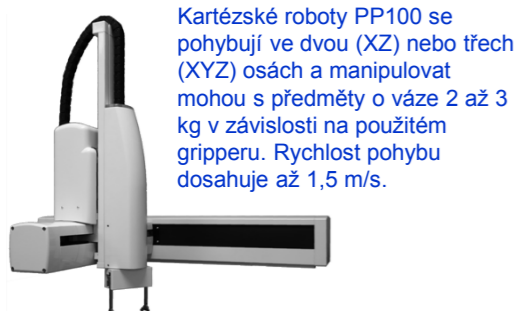 Kartézské roboty PP100 se
pohybují ve dvou (XZ) nebo třech
(XYZ) osách a manipulovat
mohou s předměty o váze 2 až 3
kg v závislosti na použitém
gripperu. Rychlost pohybu
dosahuje až 1,5 m/s.